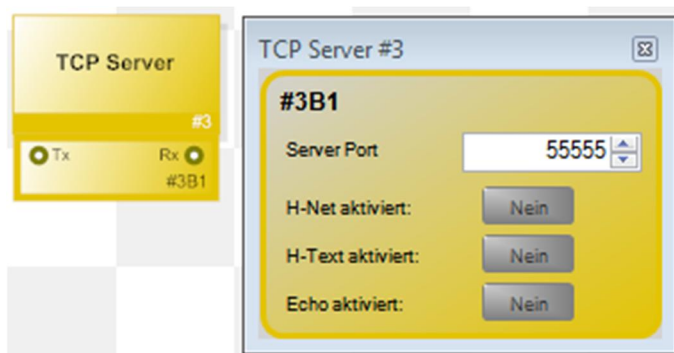 TCP Server
#3
Tx Rx
#3B1
TCP Server #3
#3B1
Server Port 55555
H-Net aktiviert: Nein
H-Text aktiviert: Nein
Echo aktiviert: Nein